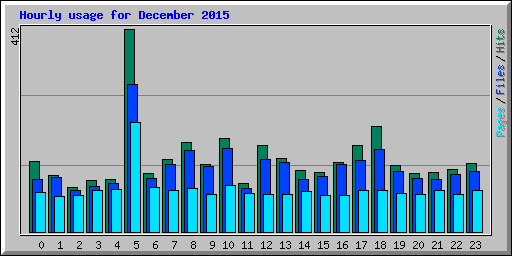 Hourly usage for December 2015
412
Pages / Files / Hits
0 1 2 3 4 5 6 7 8 9 10 11 12 13 14 15 16 17 18 19 20 21 22 23